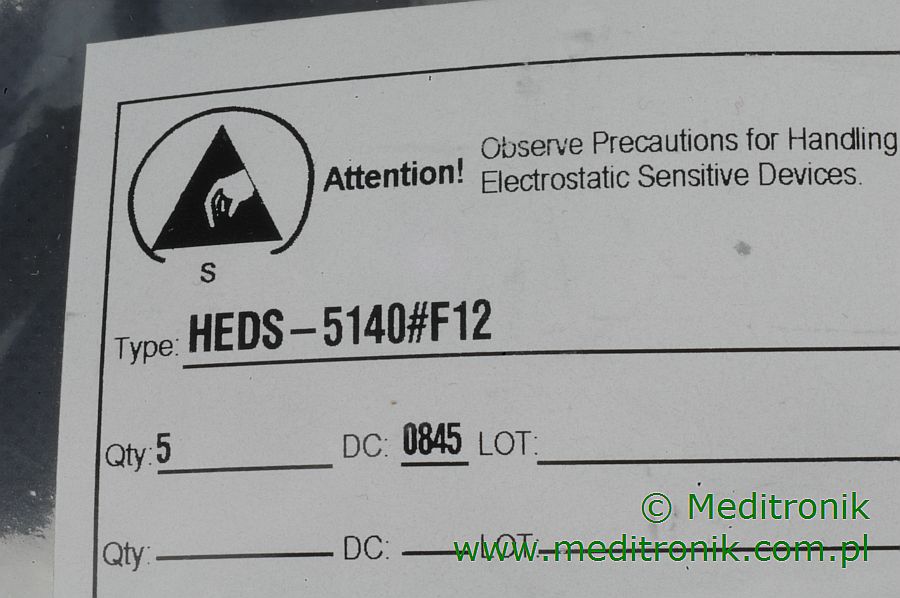 Attention! Observe Precautions for Handling
Electrostatic Sensitive Devices.
S
Type: HEDS-5140#F12
Qty: 5 DC: 0845 LOT:
© Meditronik
Qty: DC: LOT:
www.meditronik.com.pl